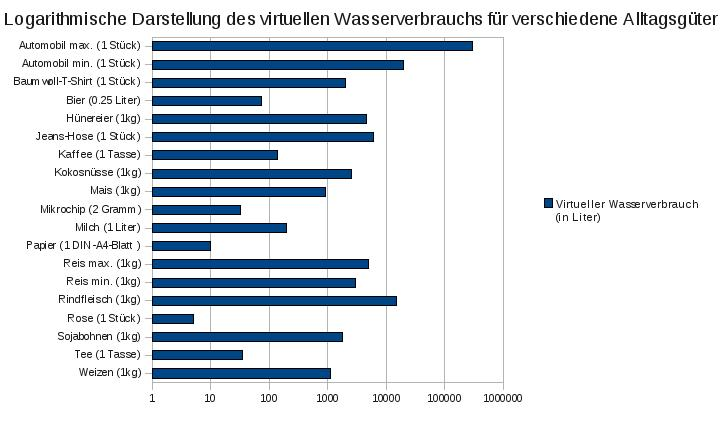 Logarithmische Darstellung des virtuellen Wasserverbrauchs für verschiedene Alltagsgüter
Automobil max. (1 Stück)
Automobil min. (1 Stück)
Baumwoll-T-Shirt (1 Stück)
Bier (0.25 Liter)
Hünereier (1kg)
Jeans-Hose (1 Stück)
Kaffee (1 Tasse)
Kokosnüsse (1kg)
Mais (1kg)
Mikrochip (2 Gramm)
Milch (1 Liter)
Papier (1 DIN-A4-Blatt)
Reis max. (1kg)
Reis min. (1kg)
Rindfleisch (1kg)
Rose (1 Stück)
Sojabohnen (1kg)
Tee (1 Tasse)
Weizen (1kg)
1 10 100 1000 10000 100000 1000000
Virtueller Wasserverbrauch
(in Liter)